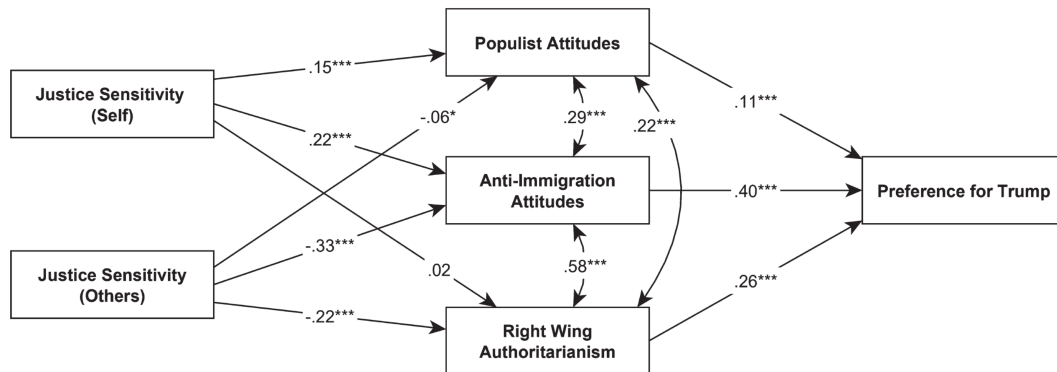 Populist Attitudes
.15***
Justice Sensitivity
(Self)
-.06*
.29***
.22***
.11***
.22***
Anti-Immigration
Attitudes
.40***
Preference for Trump
-.33***
Justice Sensitivity
(Others)
.02
.58***
.26***
-.22***
Right Wing
Authoritarianism